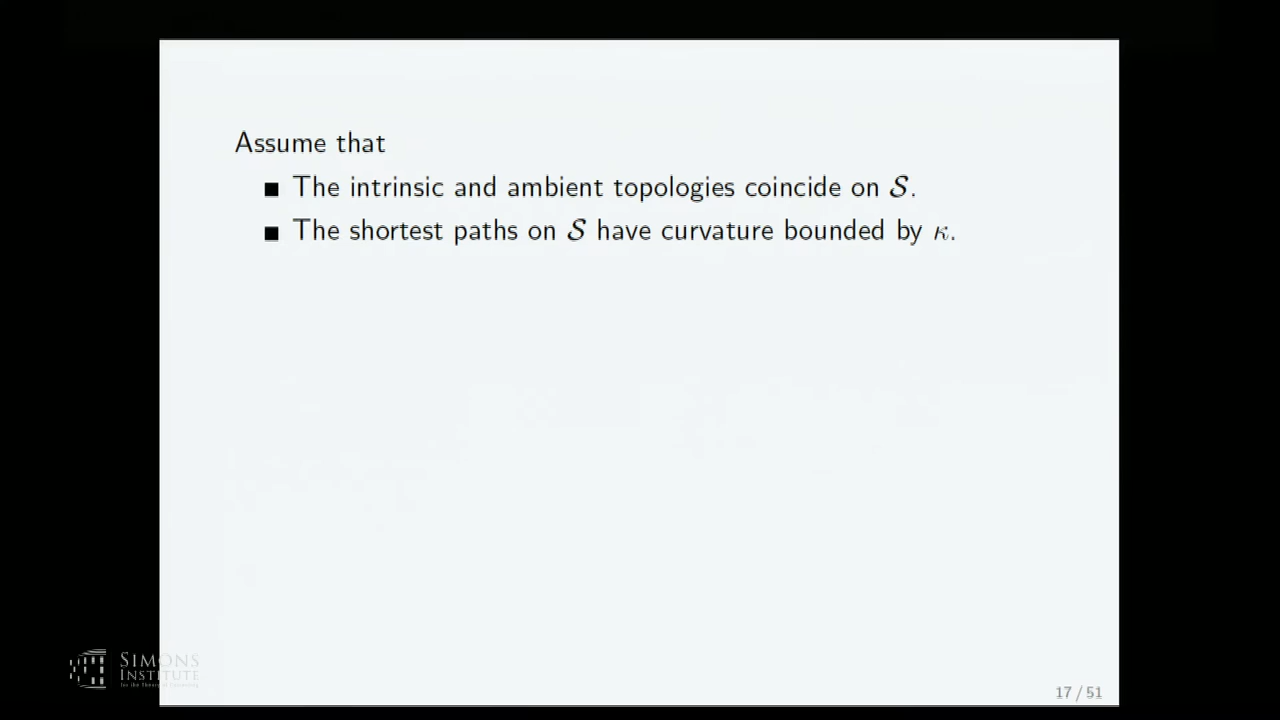 Assume that
■ The intrinsic and ambient topologies coincide on 𝒮.
■ The shortest paths on 𝒮 have curvature bounded by κ.
SIMONS
INSTITUTE
17 / 51